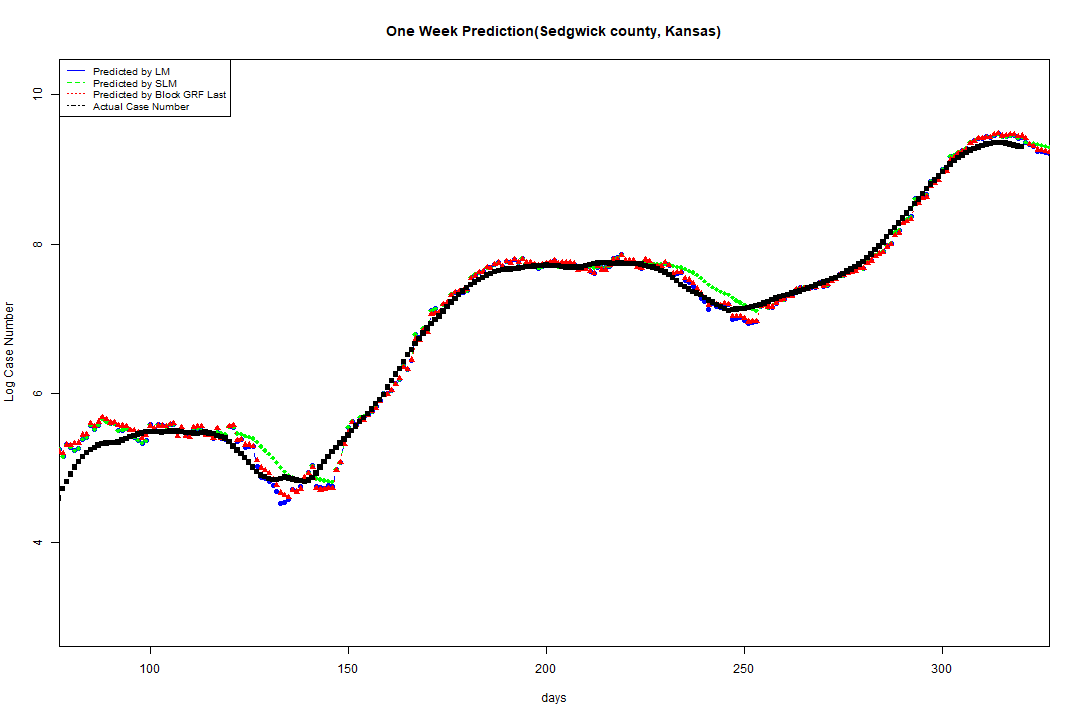 One Week Prediction(Sedgwick county, Kansas)
Predicted by LM
Predicted by SLM
Predicted by Block GRF Last
Actual Case Number
10
8
6
4
Log Case Number
100 150 200 250 300
days